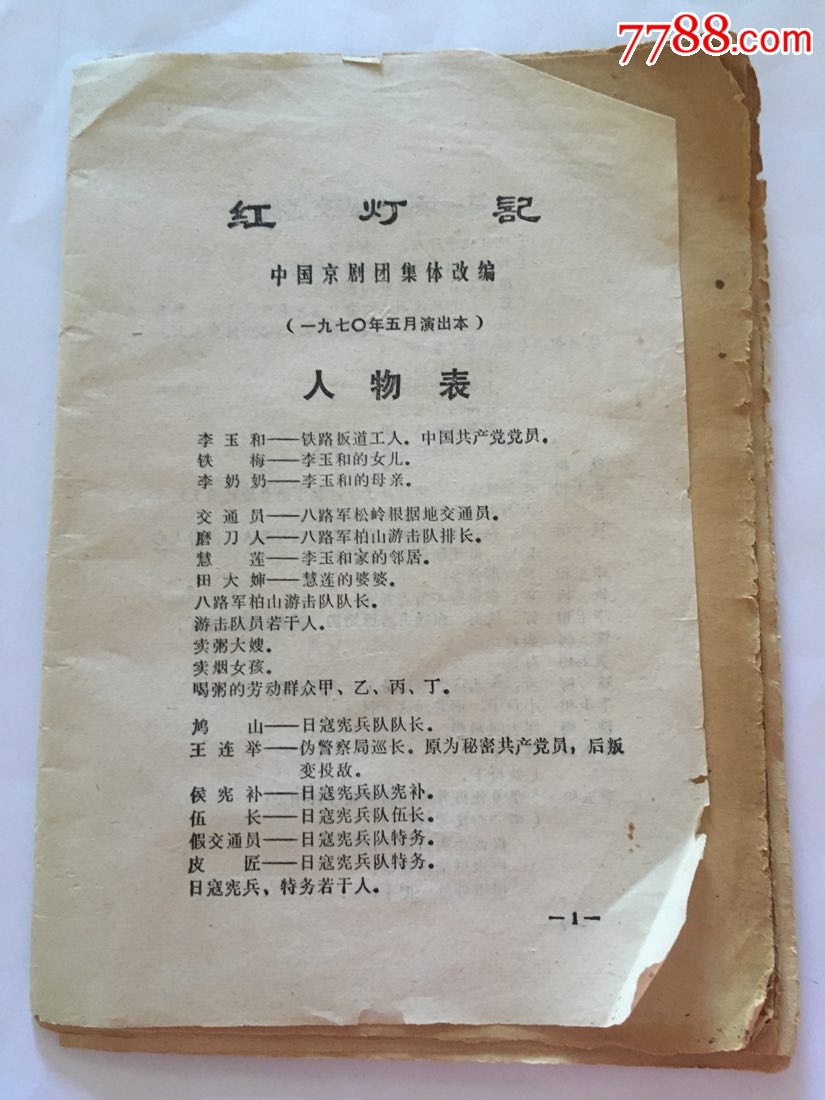 7788.com
红灯記
中国京剧团集体改编
(一九七〇年五月演出本)
人物表
李玉和——铁路扳道工人。中国共产党党员。
铁梅——李玉和的女儿。
李奶奶——李玉和的母亲。
交通员——八路军松岭根据地交通员。
磨刀人——八路军柏山游击队排长。
慧莲——李玉和家的邻居。
田大婶——慧莲的婆婆。
八路军柏山游击队队长。
游击队员若干人。
卖粥大嫂。
卖烟女孩。
喝粥的劳动群众甲、乙、丙、丁。
鸠山——日寇宪兵队队长。
王连举——伪警察局巡长。原为秘密共产党员,后叛
变投敌。
侯宪补——日寇宪兵队宪补。
伍长——日寇宪兵队伍长。
假交通员——日寇宪兵队特务。
皮匠——日寇宪兵队特务。
日寇宪兵、特务若干人。
—1—